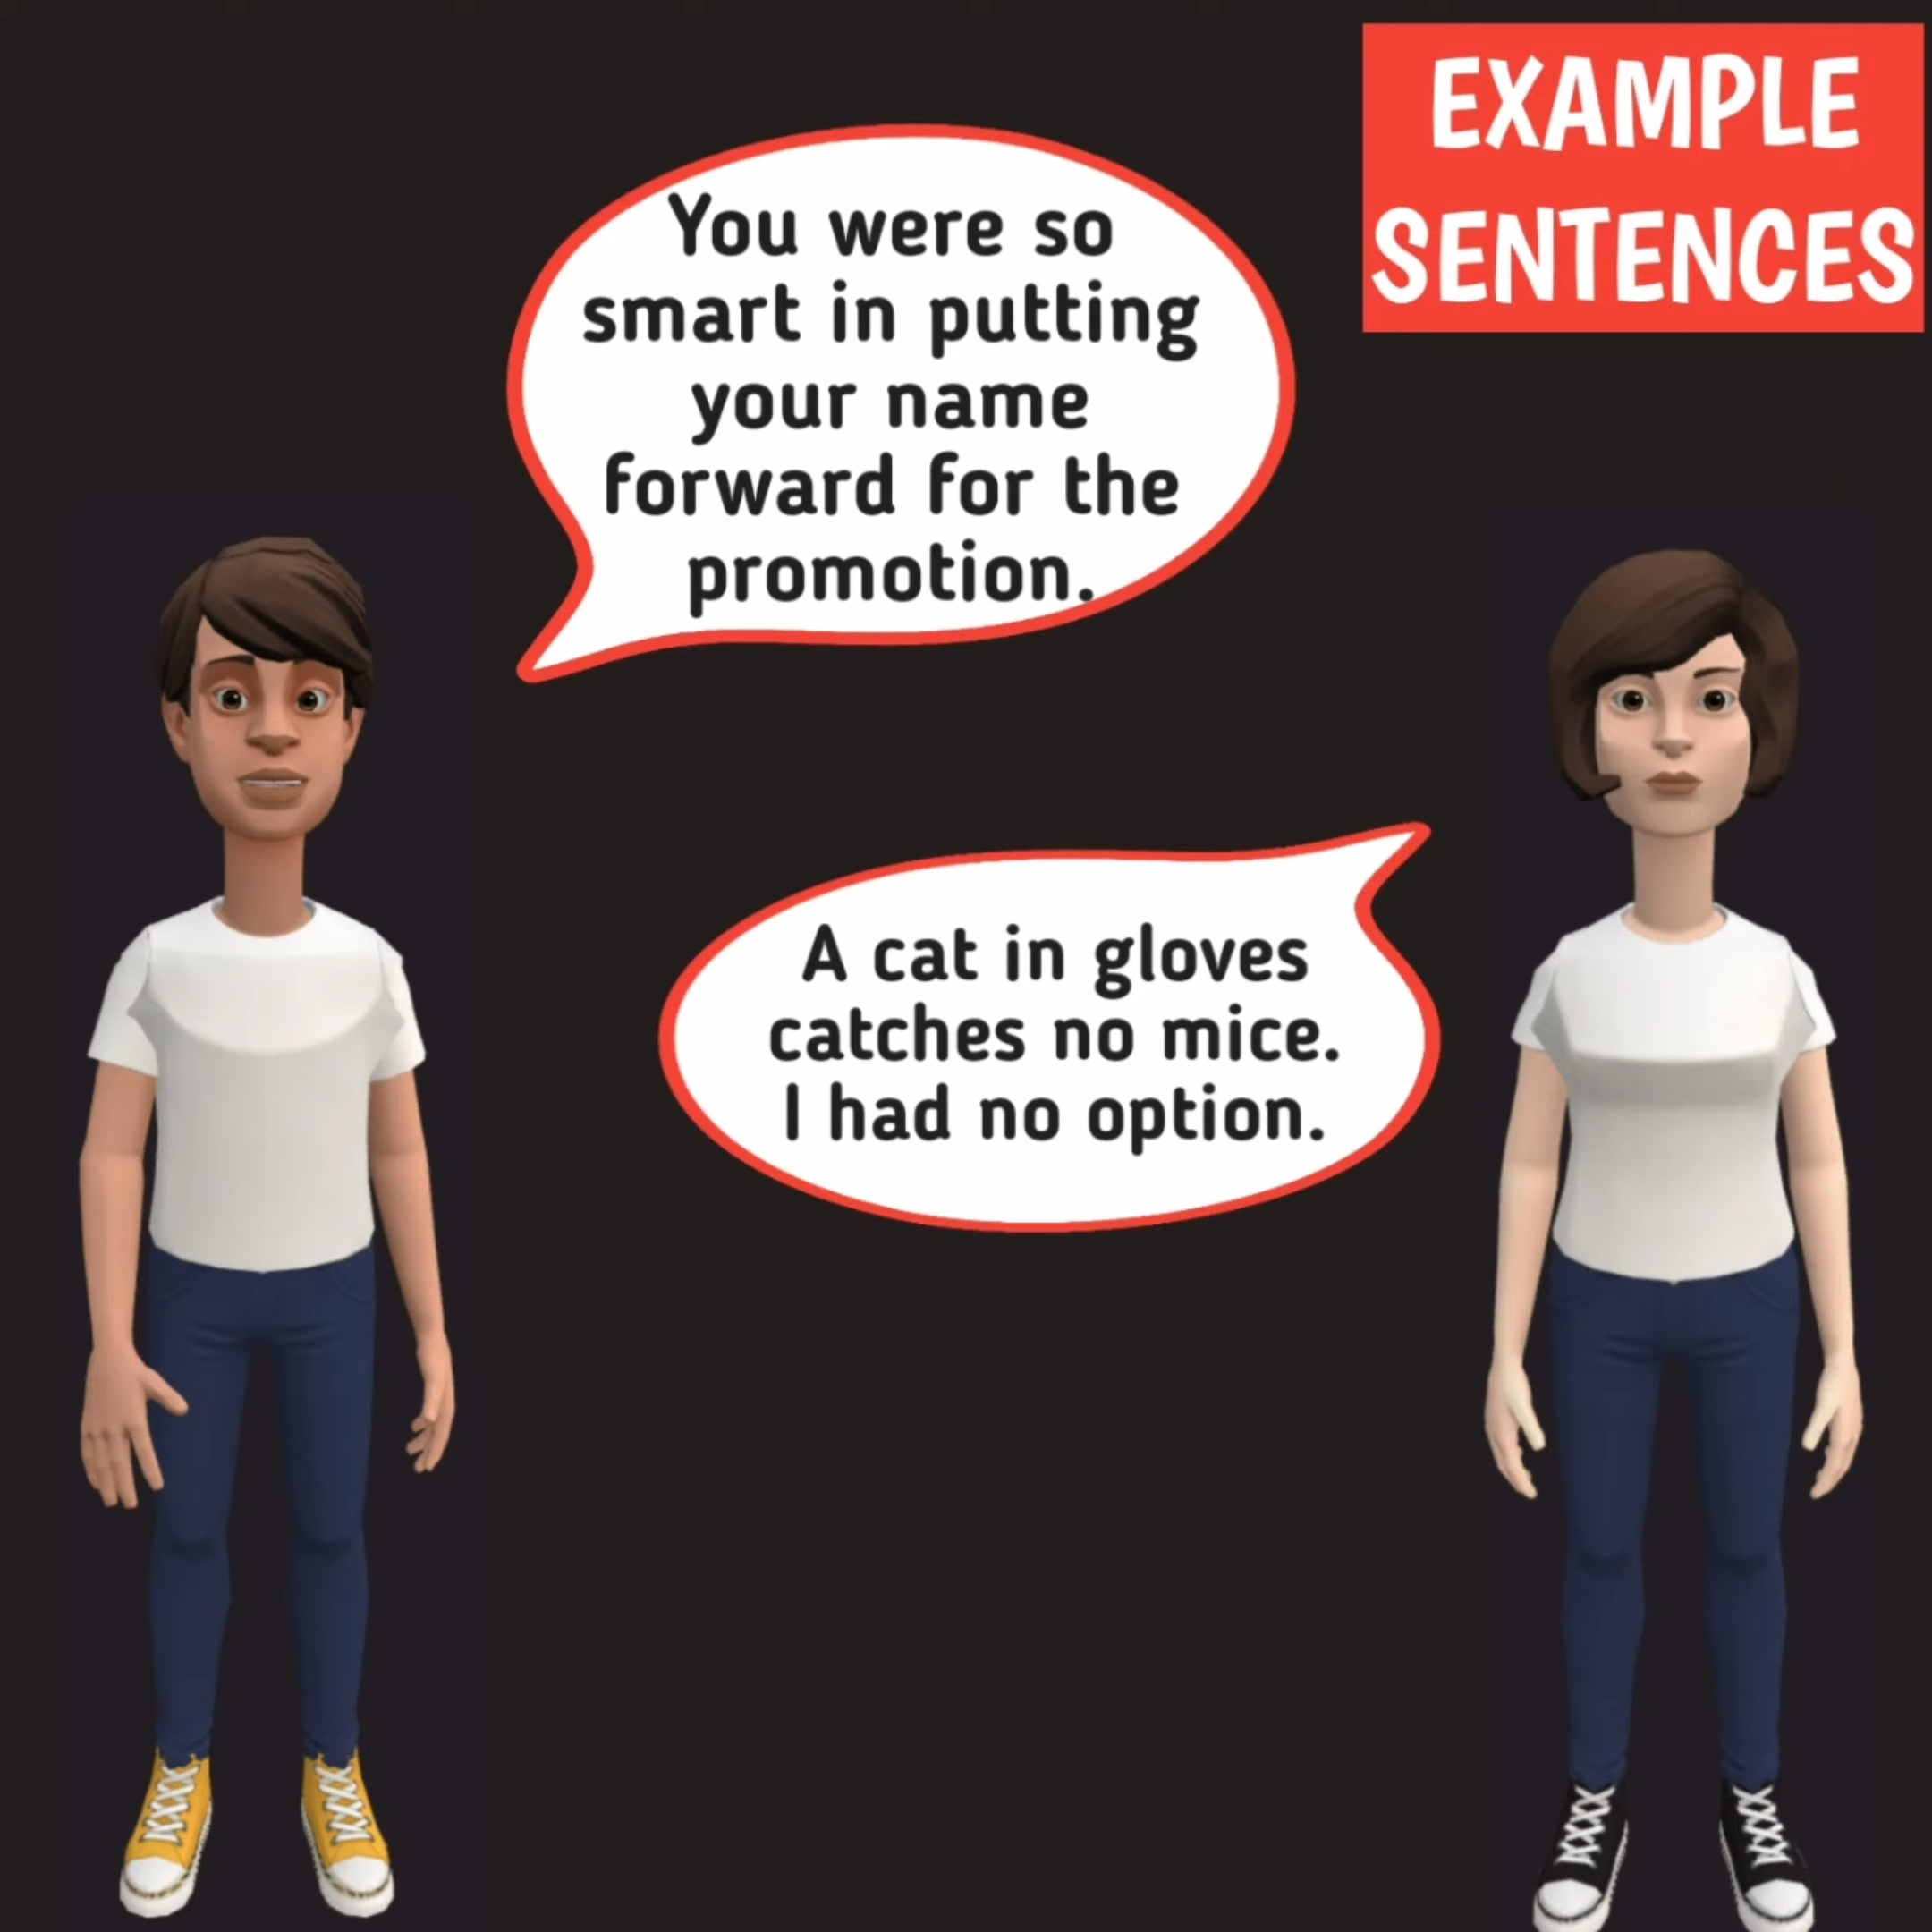 EXAMPLE
SENTENCES
You were so
smart in putting
your name
forward for the
promotion.
A cat in gloves
catches no mice.
I had no option.